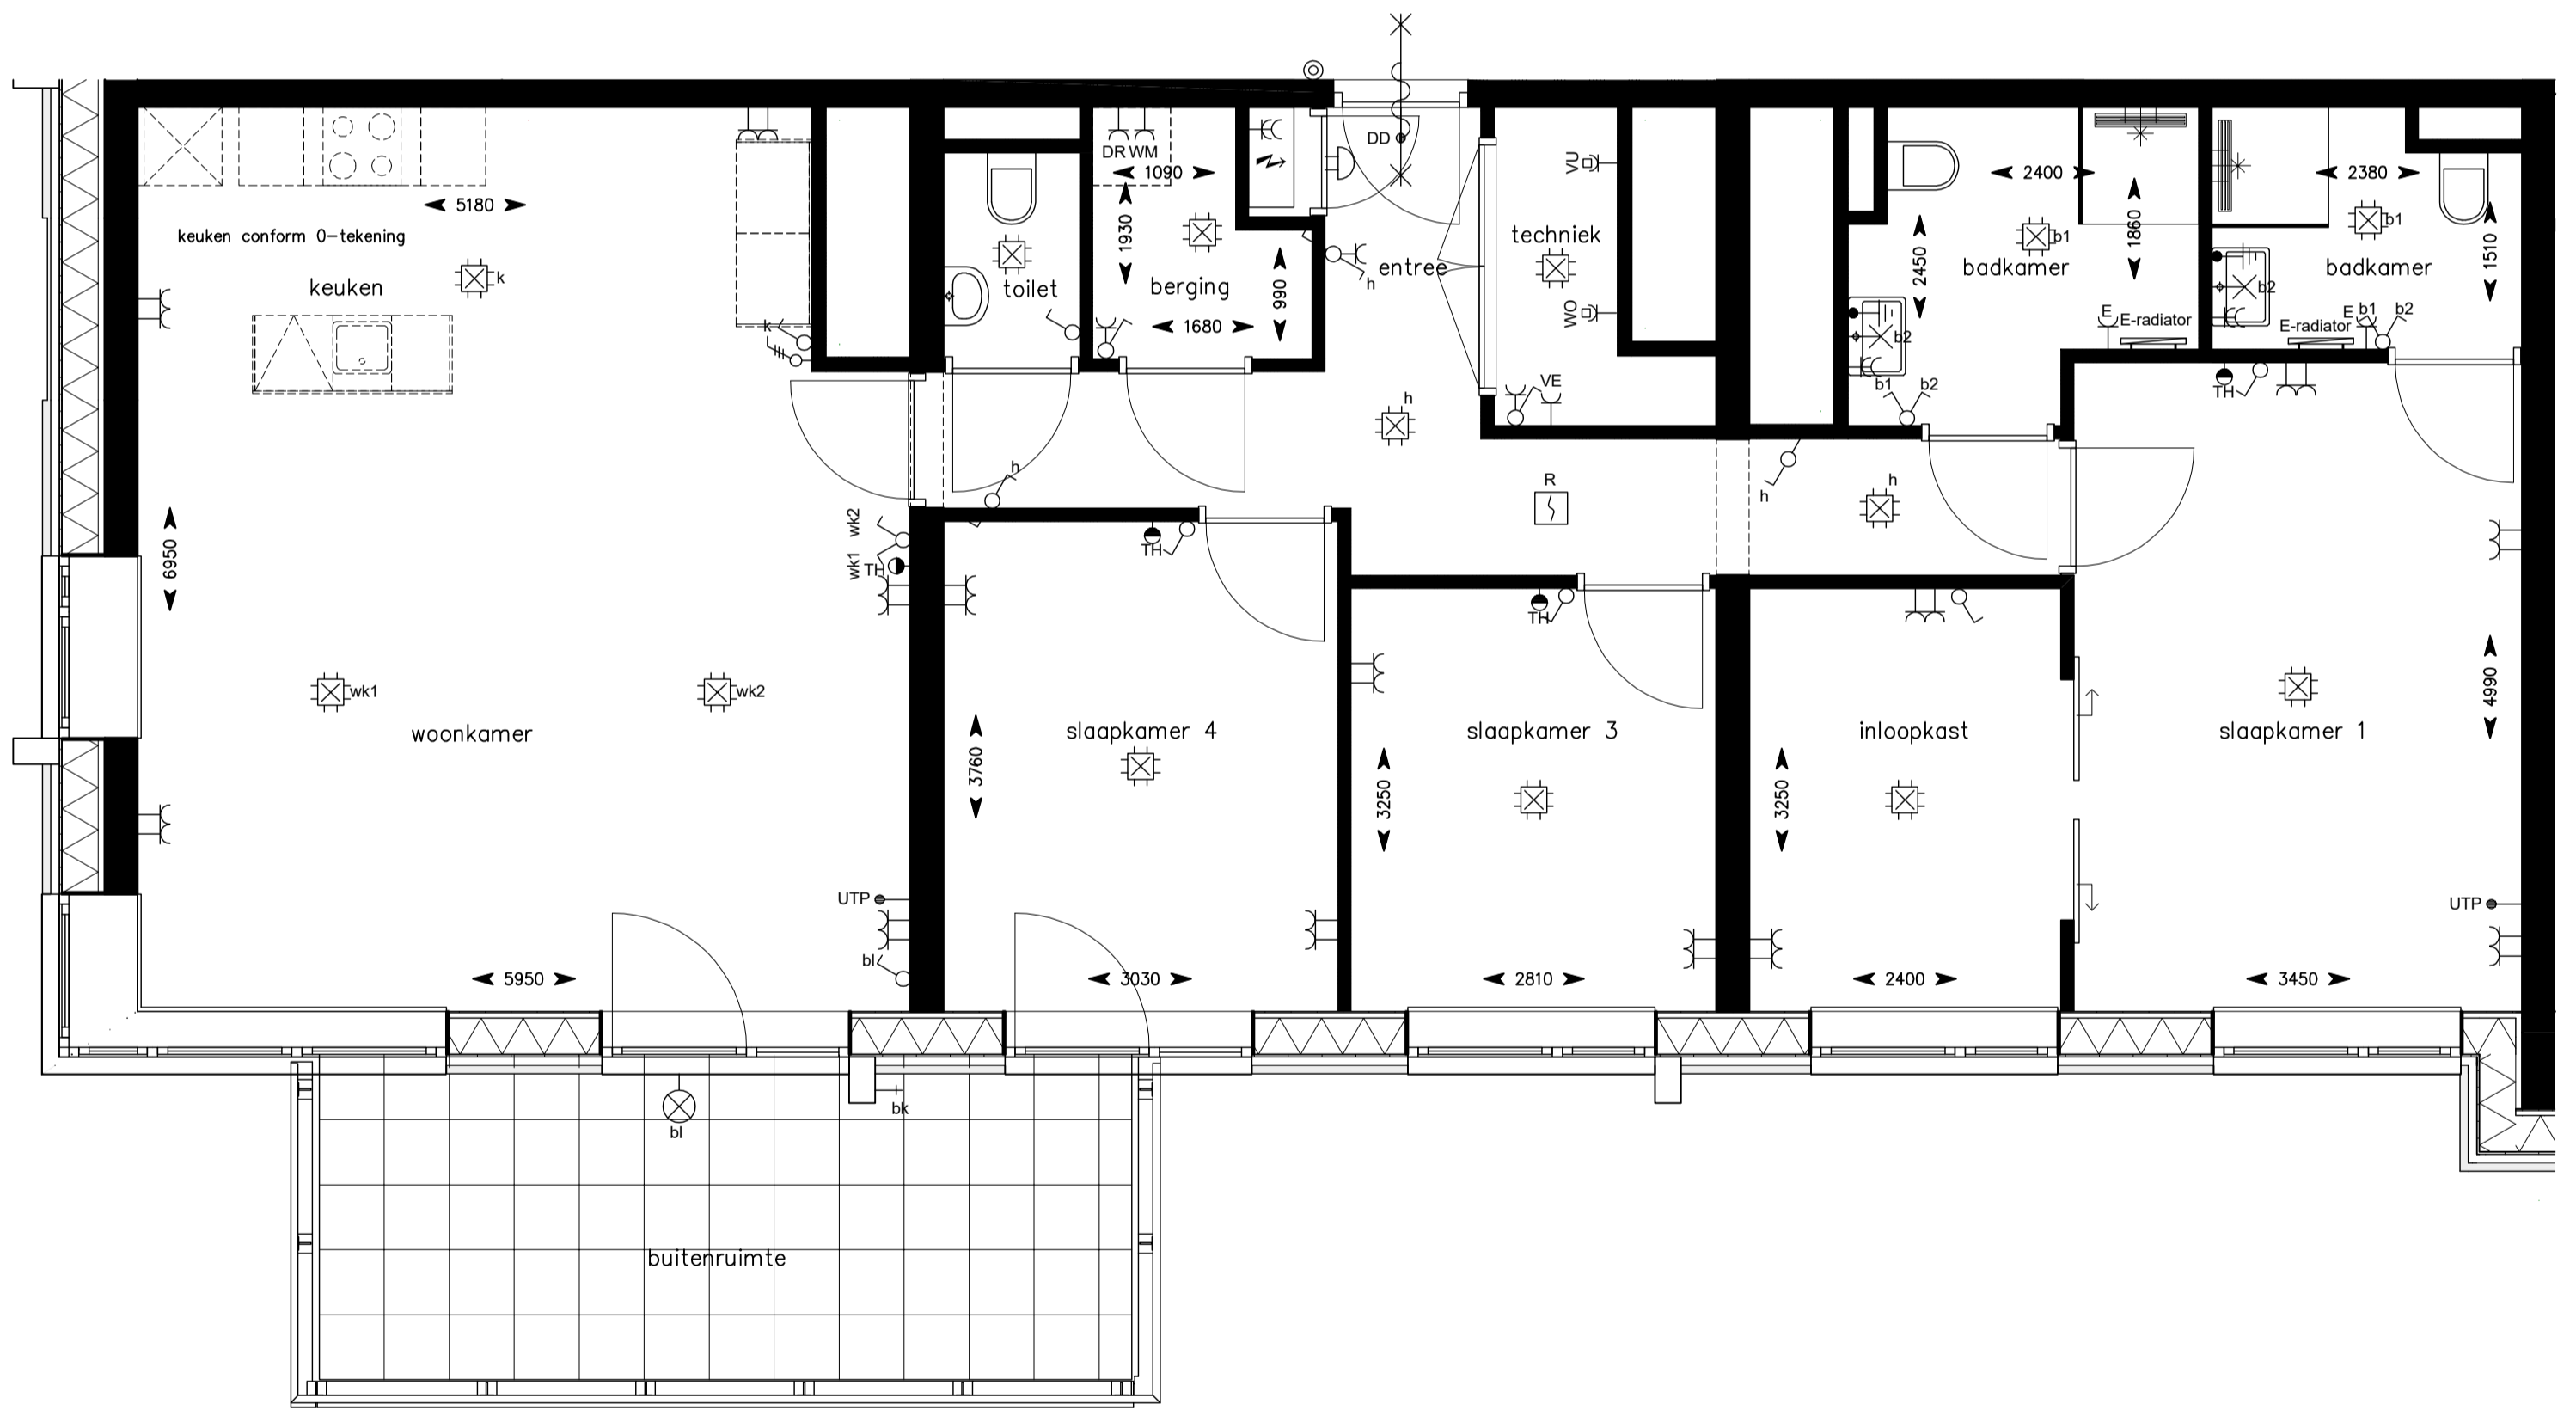 DD
DR WM
VU
1090
2400
2380
5180
keuken conform 0-tekening
1930
techniek
b1
b1
1860
1510
keuken
k
toilet
berging
990
entree
h
2450
badkamer
badkamer
b2
1680
WO
K
E
E-radiator
E-radiator
E
b1
b2
b2
VE
b1
b2
TH
h
h
h
R
h
6950
wk2
wk1
TH
TH
TH
wk1
wk2
woonkamer
slaapkamer 4
slaapkamer 3
inloopkast
slaapkamer 1
3760
3250
3250
4990
UTP
UTP
bl
5950
3030
2810
2400
3450
bk
bl
buitenruimte